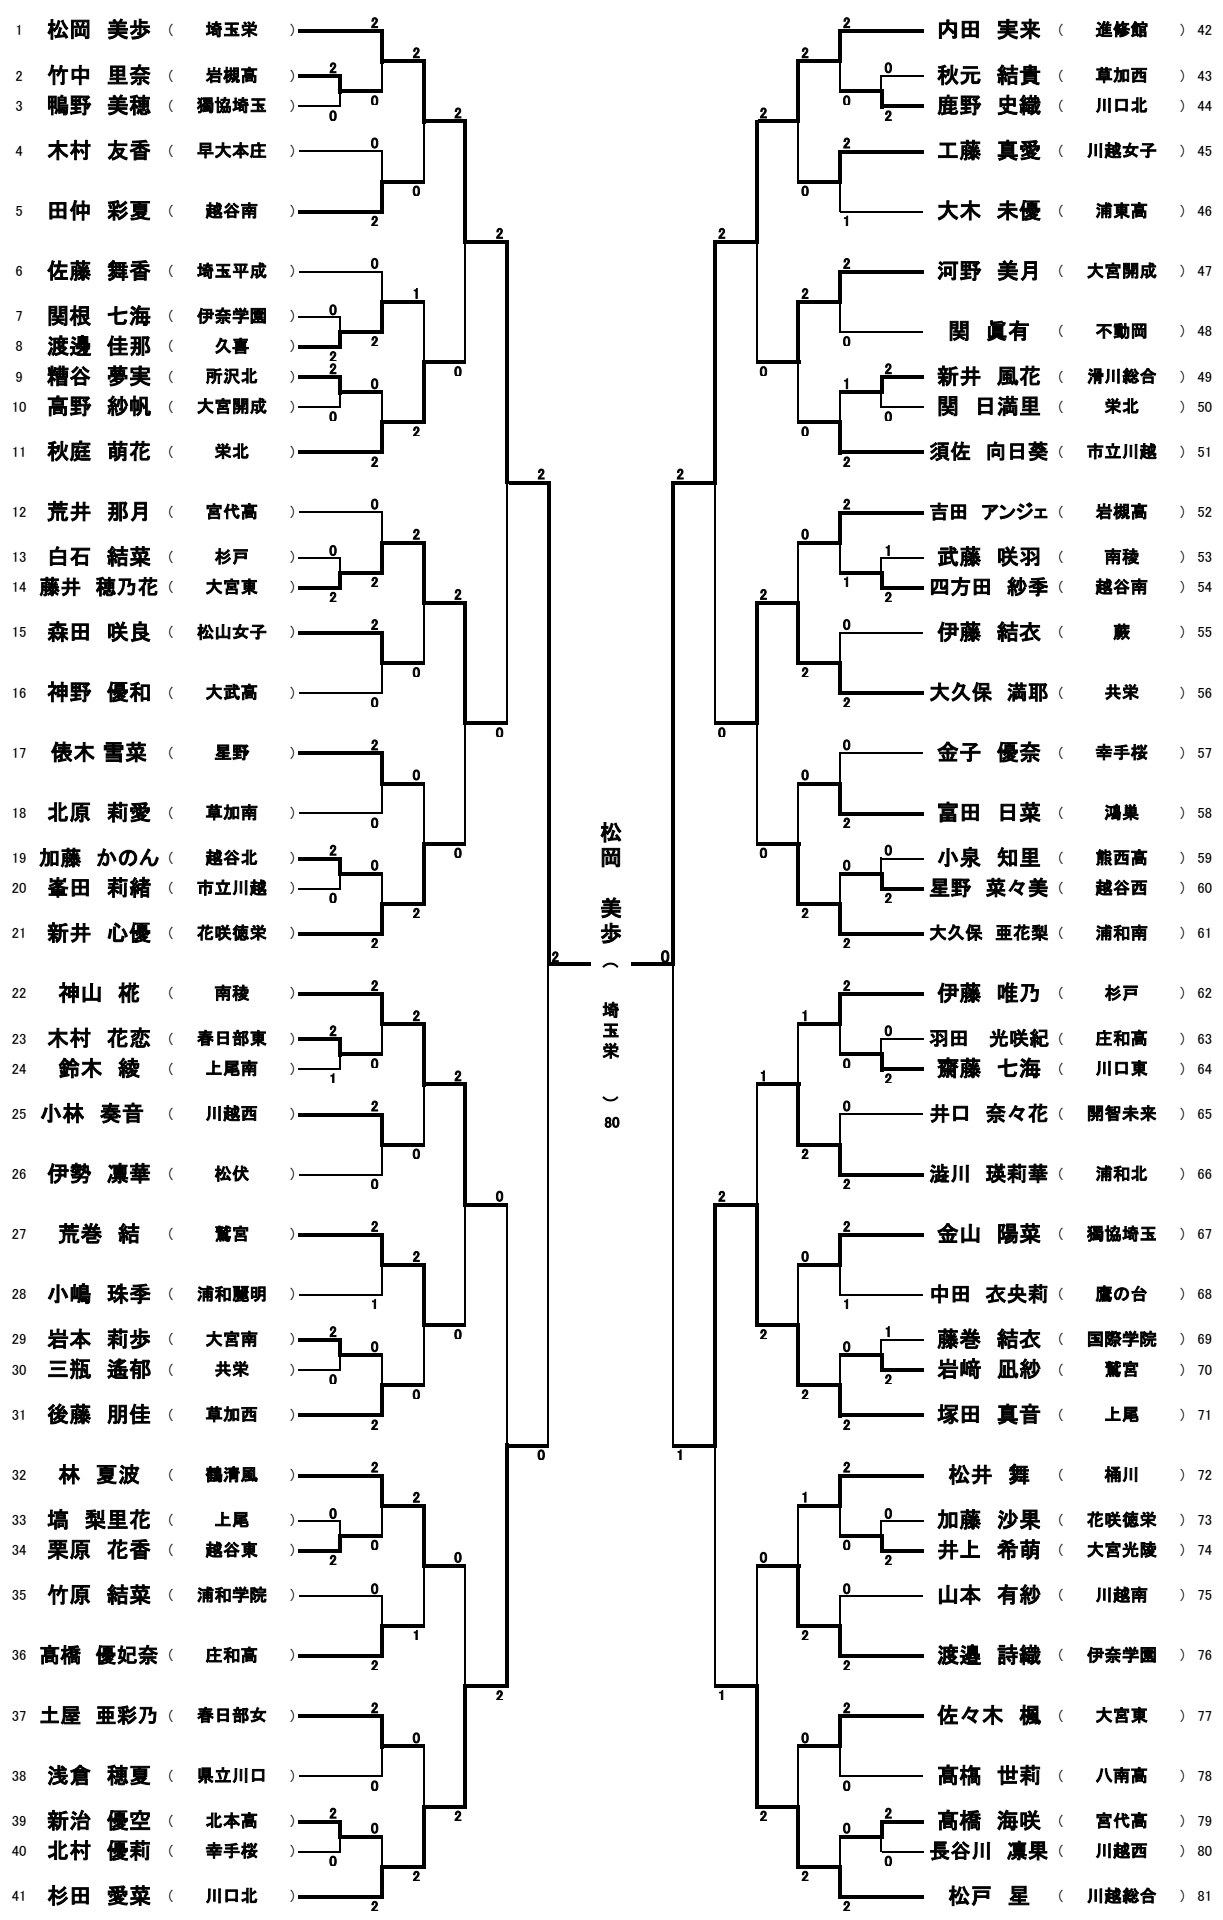 1 松岡 美歩 （ 埼玉栄 ）
2 竹中 里奈 （ 岩槻高 ）
3 鴨野 美穂 （ 獨協埼玉 ）
4 木村 友香 （ 早大本庄 ）
5 田仲 彩夏 （ 越谷南 ）
6 佐藤 舞香 （ 埼玉平成 ）
7 関根 七海 （ 伊奈学園 ）
8 渡邊 佳那 （ 久喜 ）
9 糟谷 夢実 （ 所沢北 ）
10 高野 紗帆 （ 大宮開成 ）
11 秋庭 萌花 （ 栄北 ）
12 荒井 那月 （ 宮代高 ）
13 白石 結菜 （ 杉戸 ）
14 藤井 穂乃花 （ 大宮東 ）
15 森田 咲良 （ 松山女子 ）
16 神野 優和 （ 大武高 ）
17 俵木 雪菜 （ 星野 ）
18 北原 莉愛 （ 草加南 ）
19 加藤 かのん （ 越谷北 ）
20 峯田 莉緒 （ 市立川越 ）
21 新井 心優 （ 花咲徳栄 ）
22 神山 椛 （ 南稜 ）
23 木村 花恋 （ 春日部東 ）
24 鈴木 綾 （ 上尾南 ）
25 小林 奏音 （ 川越西 ）
26 伊勢 凛華 （ 松伏 ）
27 荒巻 結 （ 鷲宮 ）
28 小嶋 珠季 （ 浦和麗明 ）
29 岩本 莉歩 （ 大宮南 ）
30 三瓶 遙郁 （ 共栄 ）
31 後藤 朋佳 （ 草加西 ）
32 林 夏波 （ 鶴清風 ）
33 塙 梨里花 （ 上尾 ）
34 栗原 花香 （ 越谷東 ）
35 竹原 結菜 （ 浦和学院 ）
36 髙橋 優妃奈 （ 庄和高 ）
37 土屋 亜彩乃 （ 春日部女 ）
38 浅倉 穂夏 （ 県立川口 ）
39 新治 優空 （ 北本高 ）
40 北村 優莉 （ 幸手桜 ）
41 杉田 愛菜 （ 川口北 ）
松岡 美歩 （ 埼玉栄 ） 80
内田 実来 （ 進修館 ） 42
秋元 結貴 （ 草加西 ） 43
鹿野 史織 （ 川口北 ） 44
工藤 真愛 （ 川越女子 ） 45
大木 未優 （ 浦東高 ） 46
河野 美月 （ 大宮開成 ） 47
関 眞有 （ 不動岡 ） 48
新井 風花 （ 滑川総合 ） 49
関 日満里 （ 栄北 ） 50
須佐 向日葵 （ 市立川越 ） 51
吉田 アンジェ （ 岩槻高 ） 52
武藤 咲羽 （ 南稜 ） 53
四方田 紗季 （ 越谷南 ） 54
伊藤 結衣 （ 蕨 ） 55
大久保 満耶 （ 共栄 ） 56
金子 優奈 （ 幸手桜 ） 57
富田 日菜 （ 鴻巣 ） 58
小泉 知里 （ 熊西高 ） 59
星野 菜々美 （ 越谷西 ） 60
大久保 亜花梨 （ 浦和南 ） 61
伊藤 唯乃 （ 杉戸 ） 62
羽田 光咲紀 （ 庄和高 ） 63
齋藤 七海 （ 川口東 ） 64
井口 奈々花 （ 開智未来 ） 65
澁川 瑛莉華 （ 浦和北 ） 66
金山 陽菜 （ 獨協埼玉 ） 67
中田 衣央莉 （ 鷹の台 ） 68
藤巻 結衣 （ 国際学院 ） 69
岩﨑 凪紗 （ 鷲宮 ） 70
塚田 真音 （ 上尾 ） 71
松井 舞 （ 桶川 ） 72
加藤 沙果 （ 花咲徳栄 ） 73
井上 希萌 （ 大宮光陵 ） 74
山本 有紗 （ 川越南 ） 75
渡邉 詩織 （ 伊奈学園 ） 76
佐々木 楓 （ 大宮東 ） 77
髙槗 世莉 （ 八南高 ） 78
髙橋 海咲 （ 宮代高 ） 79
長谷川 凛果 （ 川越西 ） 80
松戸 星 （ 川越総合 ） 81